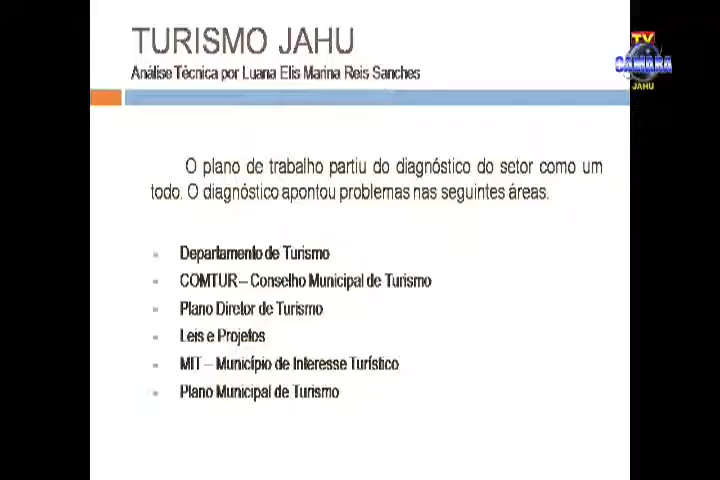 TURISMO JAHU
Análise Técnica por Luana Elis Marina Reis Sanches
TV
CÂMARA
JAHU
O plano de trabalho partiu do diagnóstico do setor como um
todo. O diagnóstico apontou problemas nas seguintes áreas.
Departamento de Turismo
COMTUR – Conselho Municipal de Turismo
Plano Diretor de Turismo
Leis e Projetos
MIT – Município de Interesse Turístico
Plano Municipal de Turismo